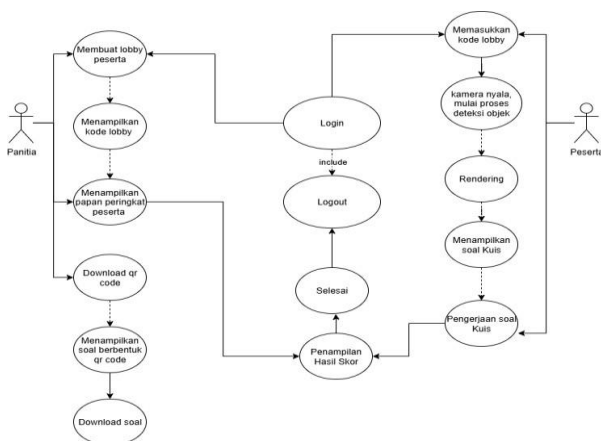 Membuat lobby
peserta
Menampilkan
kode lobby
Panitia
Menampilkan
papan peringkat
peserta
Download qr
code
Menampilkan
soal berbentuk
qr code
Download soal
Login
include
Logout
Selesai
Penampilan
Hasil Skor
Memasukkan
kode lobby
kamera nyala,
mulai proses
deteksi objek
Peserta
Rendering
Menampilkan
soal Kuis
Pengerjaan soal
Kuis